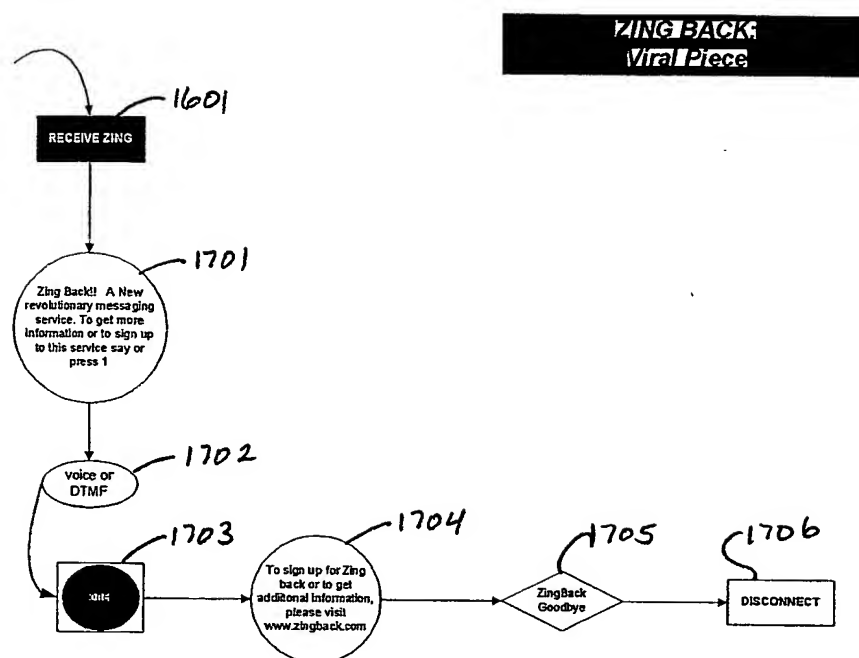 ZING BACK:
Viral Piece
1601
RECEIVE ZING
1701
Zing Back!! A New
revolutionary messaging
service. To get more
information or to sign up
to this service say or
press 1
1702
voice or
DTMF
1703
1704
To sign up for Zing
back or to get
additional information,
please visit
www.zingback.com
1705
ZingBack
Goodbye
1706
DISCONNECT